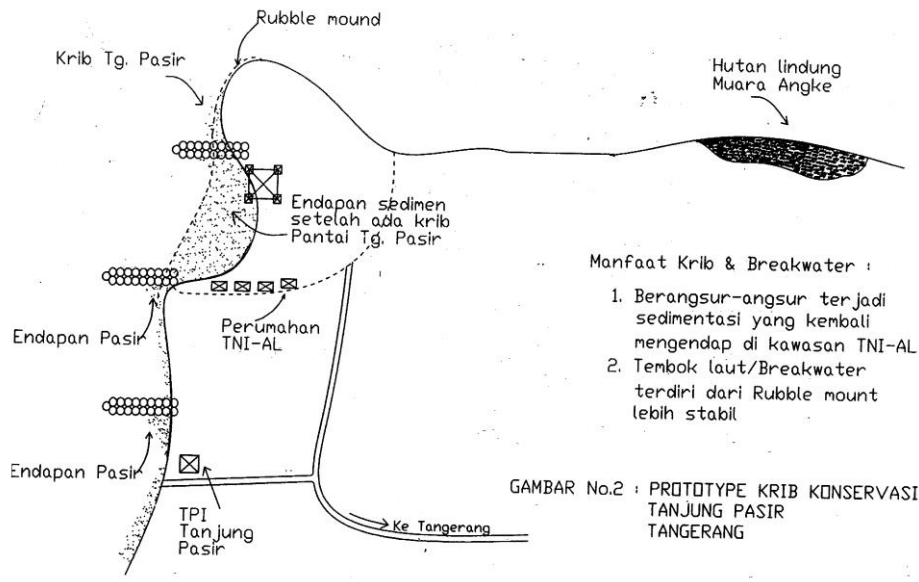 Rubble mound
Krib Tg. Pasir
Hutan lindung
Muara Angke
Endapan sedimen
setelah ada krib
Pantai Tg. Pasir
Manfaat Krib & Breakwater :
1. Berangsur-angsur terjadi
sedimentasi yang kembali
mengendap di kawasan TNI-AL
2. Tembok laut/Breakwater
terdiri dari Rubble mount
lebih stabil
Endapan Pasir
Perumahan
TNI-AL
Endapan Pasir
TPI
Tanjung
Pasir
Ke Tangerang
GAMBAR No.2 : PROTOTYPE KRIB KONSERVASI
TANJUNG PASIR
TANGERANG